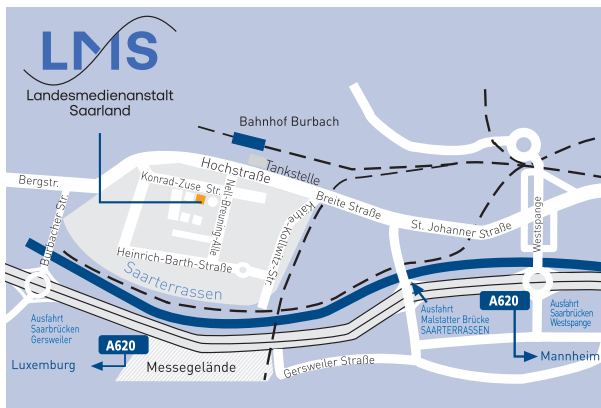 LMS
Landesmedienanstalt
Saarland
Bahnhof Burbach
Tankstelle
Hochstraße
Bergstr.
Konrad-Zuse Str.
Nell-Breuning-Alle
Käthe-Kollwitz-Str.
Breite Straße
St. Johanner Straße
Westspange
Burbacher Str.
Heinrich-Barth-Straße
Saarterrassen
Ausfahrt
Saarbrücken
Gersweiler
A620
Luxemburg
Messegelände
Gersweiler Straße
Ausfahrt
Malstatter Brücke
SAARTERRASSEN
A620
Ausfahrt
Saarbrücken
Westspange
Mannheim